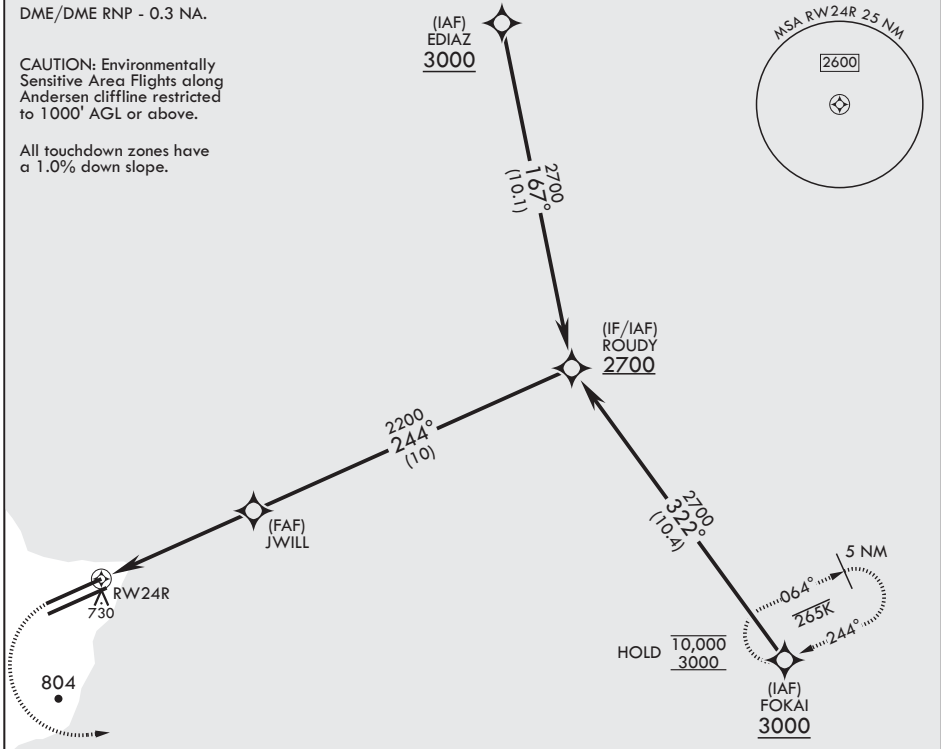 DME/DME RNP - 0.3 NA.
CAUTION: Environmentally
Sensitive Area Flights along
Andersen cliffline restricted
to 1000' AGL or above.
All touchdown zones have
a 1.0% down slope.
(IAF)
EDIAZ
3000
MSA RW24R 25 NM
2600
2700
167°
(10.1)
(IF/IAF)
ROUDY
2700
2200
244°
(10)
(FAF)
JWILL
2700
322°
(10.4)
RW24R
730
804
5 NM
064°
265K
244°
HOLD
10,000
3000
(IAF)
FOKAI
3000